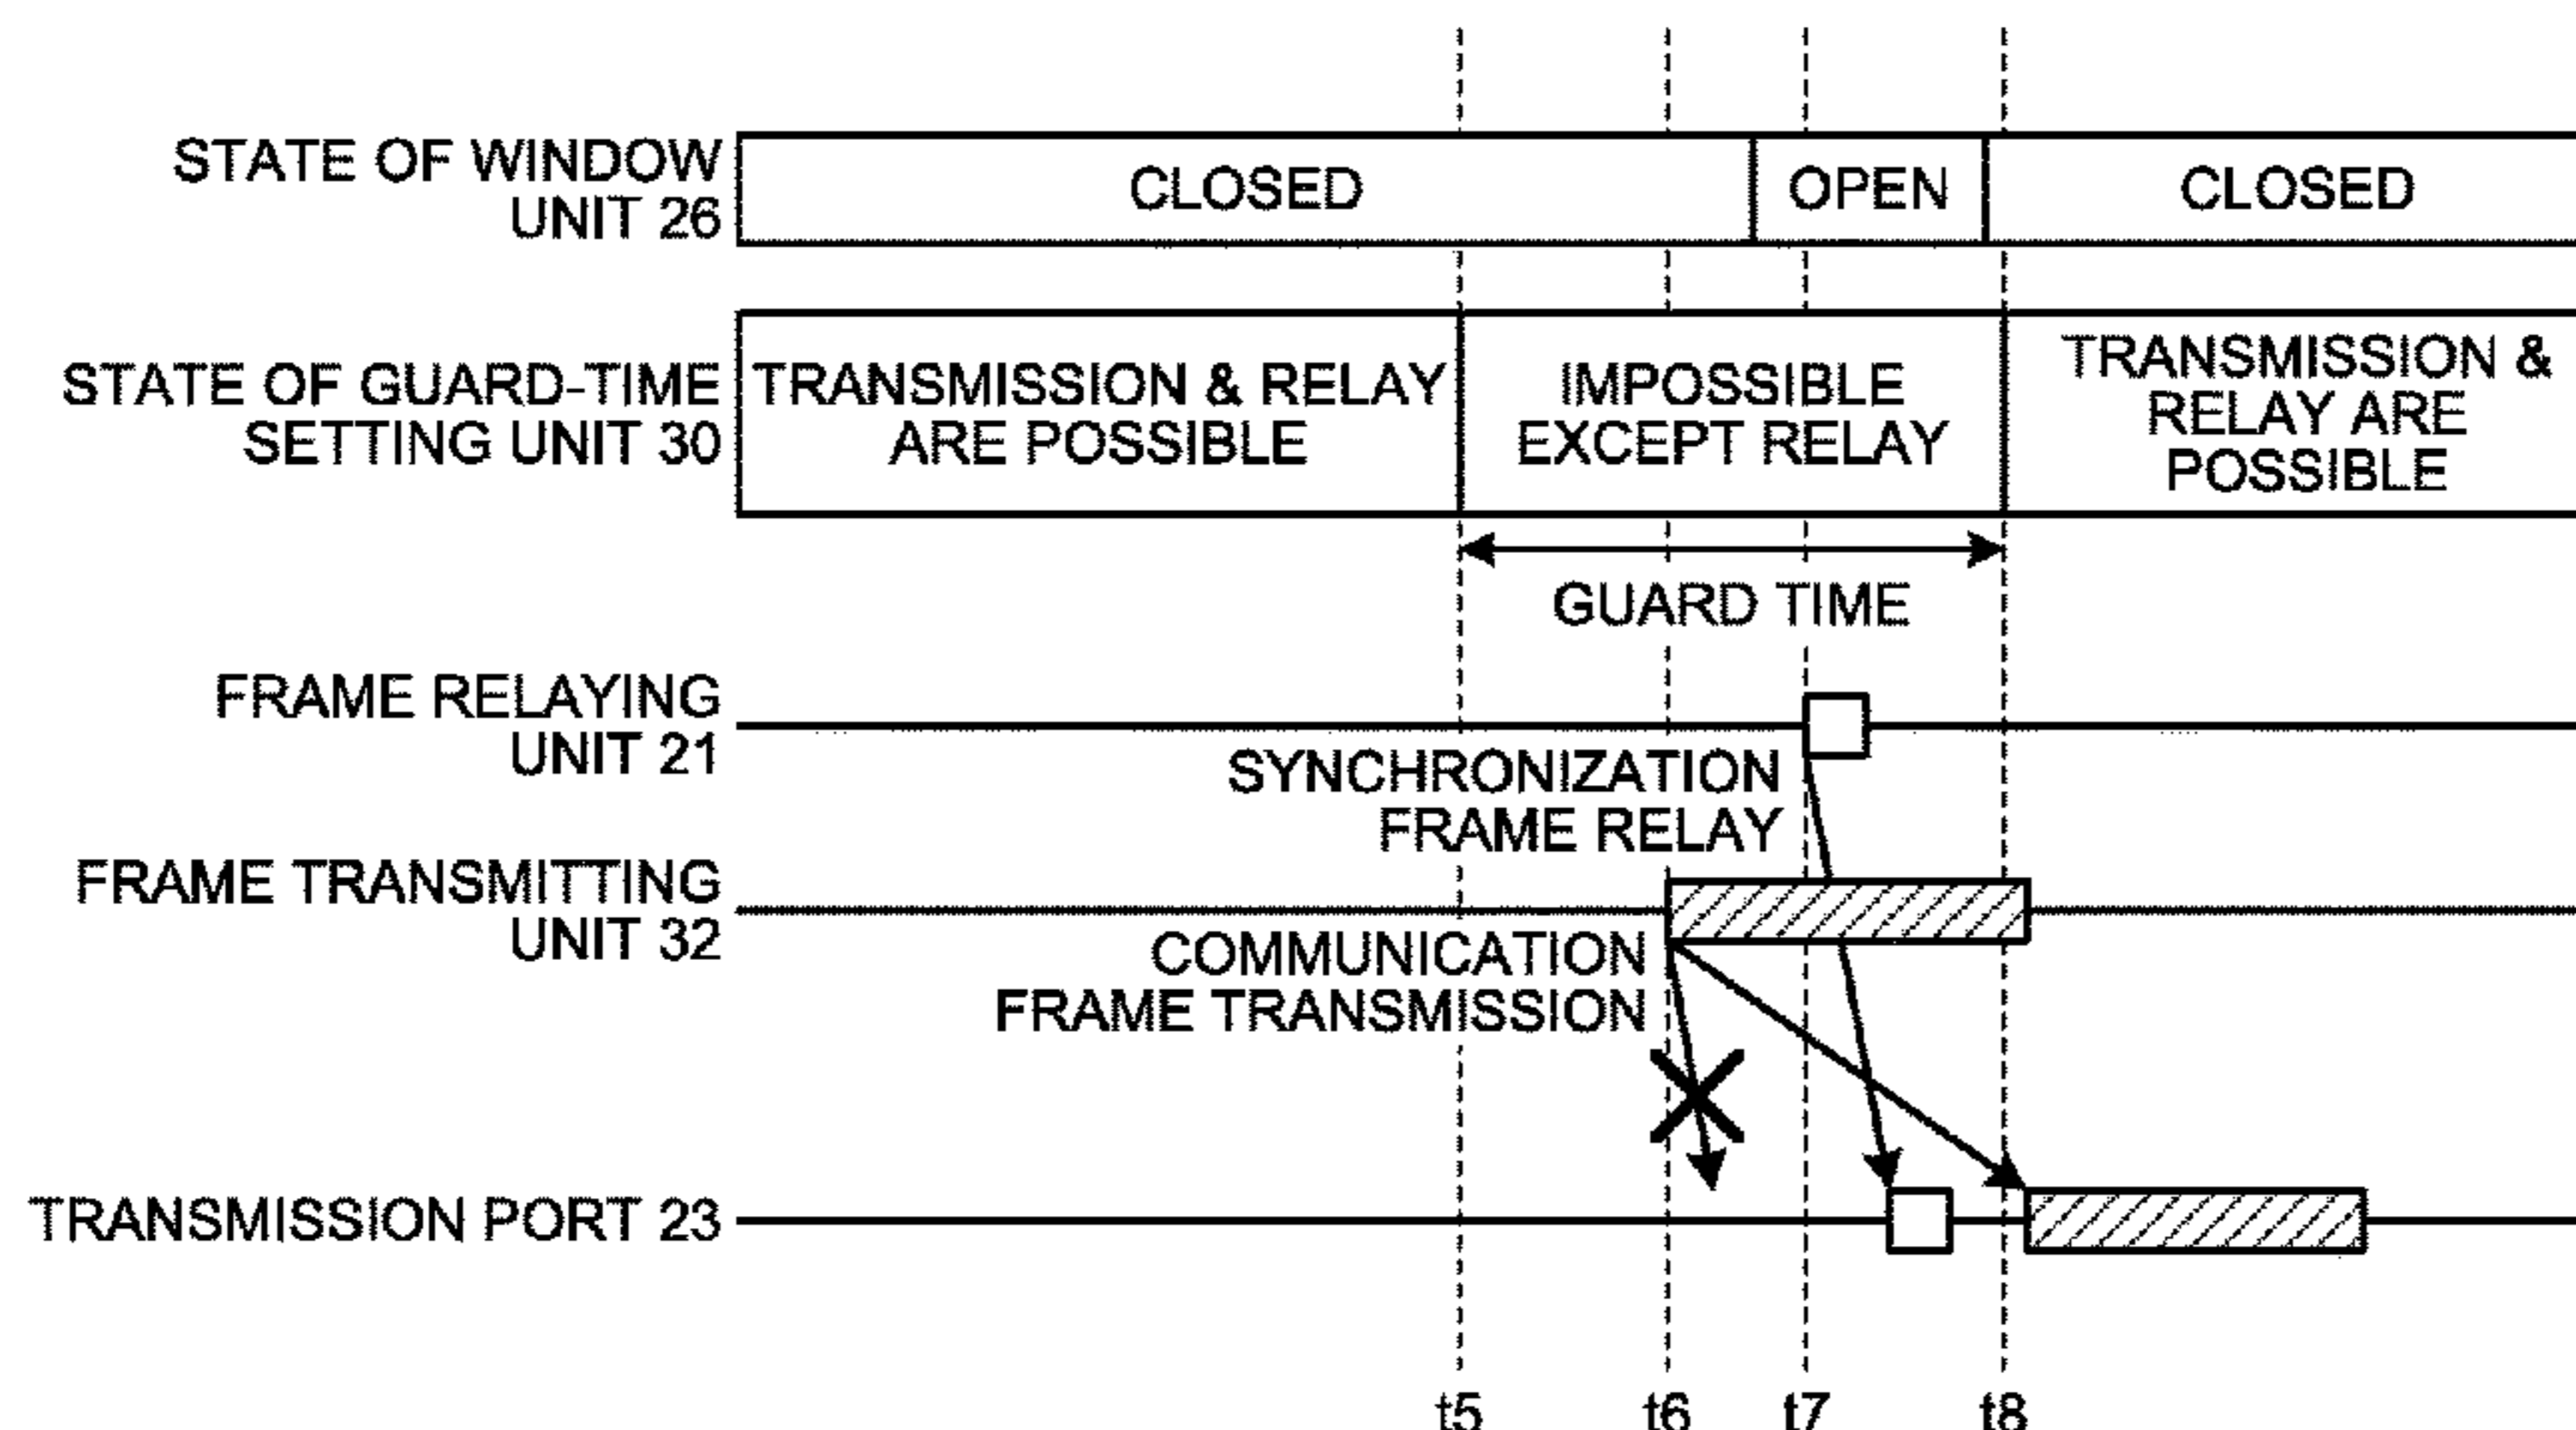 STATE OF WINDOW
UNIT 26
CLOSED
OPEN
CLOSED
STATE OF GUARD-TIME
SETTING UNIT 30
TRANSMISSION & RELAY
ARE POSSIBLE
IMPOSSIBLE
EXCEPT RELAY
TRANSMISSION &
RELAY ARE
POSSIBLE
GUARD TIME
FRAME RELAYING
UNIT 21
SYNCHRONIZATION
FRAME RELAY
FRAME TRANSMITTING
UNIT 32
COMMUNICATION
FRAME TRANSMISSION
TRANSMISSION PORT 23
t5
t6
t7
t8